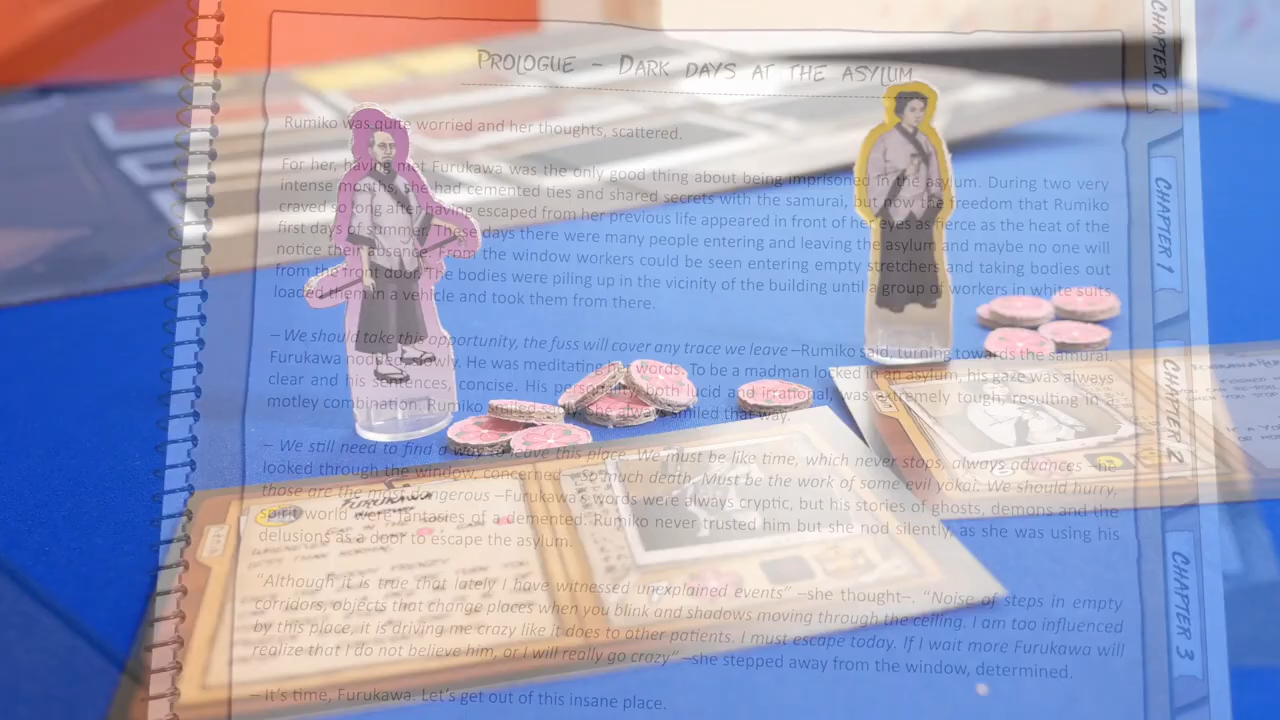 PROLOGUE – DARK DAYS AT THE ASYLUM
CHAPTER 0
Rumiko was quite worried and her thoughts, scattered.
For her, having met Furukawa was the only good thing about being imprisoned in the asylum. During two very
intense months, she had cemented ties and shared secrets with the samurai, but now the freedom that Rumiko
craved so long after having escaped from her previous life appeared in front of her eyes as fierce as the heat of the
first day of summer. days there were many people entering and leaving the asylum and maybe no one will
notice their absence. From the window workers could be seen entering empty stretchers and taking bodies out
from the front door. The bodies were piling up in the vicinity of the building until a group of workers in white suits
loaded them in a vehicle and took them from there.
CHAPTER 1
– We should take this opportunity, the fuss will cover any trace we leave –Rumiko said turning towards the samurai.
Furukawa nodded slowly. He was meditating her words. To be a madman locked in an asylum, his gaze was always
clear and his sentences, concise. His both and irrational, was extremely tough, resulting in a
motley combination. Rumiko called she always smiled that way.
CHAPTER 2
– We still need to find a way to leave this place. We must be like time, which never stops, always advances –he
looked through the window, concerned– So much death. Must be the work of some evil yokai. We should hurry,
those are the most dangerous –Furukawa's words were always cryptic, but his stories of ghosts, demons and the
spirit world were fantasies of a demented. Rumiko never trusted him but she nod silently, as she was using his
delusions as a door to escape the asylum.
FURUKAWA
"Although it is true that lately I have witnessed unexplained events" –she thought–. "Noise of steps in empty
corridors, objects that change places when you blink and shadows moving through the ceiling. I am too influenced
by this place, it is driving me crazy like it does to other patients. I must escape today. If I wait more Furukawa will
realize that I do not believe him, or I will really go crazy" –she stepped away from the window, determined.
CHAPTER 3
– It's time, Furukawa. Let's get out of this insane place.